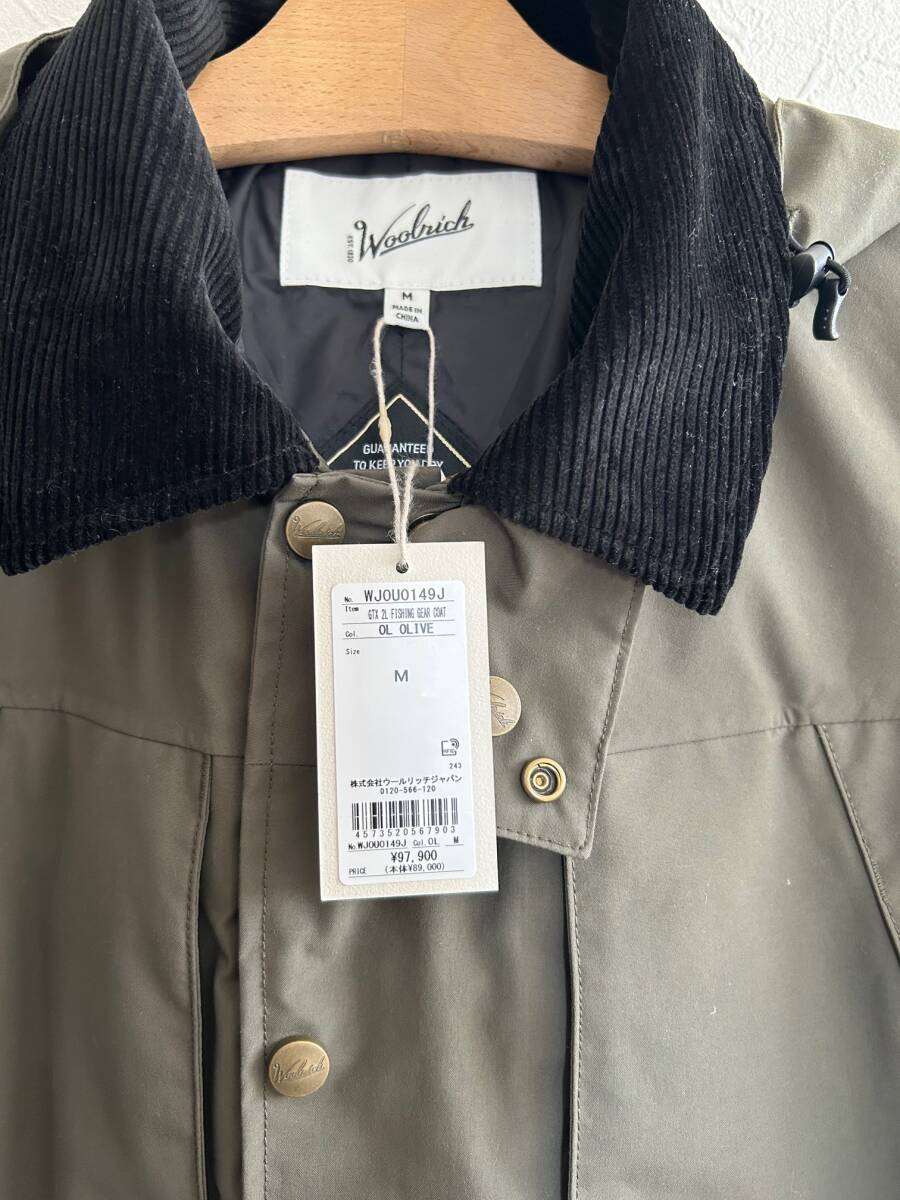 EST. 1830
Woolrich
M
MADE IN
CHINA
GUARANTEED
TO KEEP YOU DRY
Woolrich
No. WJOU0149J
Item GTX 2L FISHING GEAR COAT
Col. OL OLIVE
Size
M
RFID
243
株式会社ウールリッチジャパン
0120-566-120
4573520567903
No.WJOU0149J Col.OL M
¥97,900
PRICE (本体¥89,000)
Woolrich